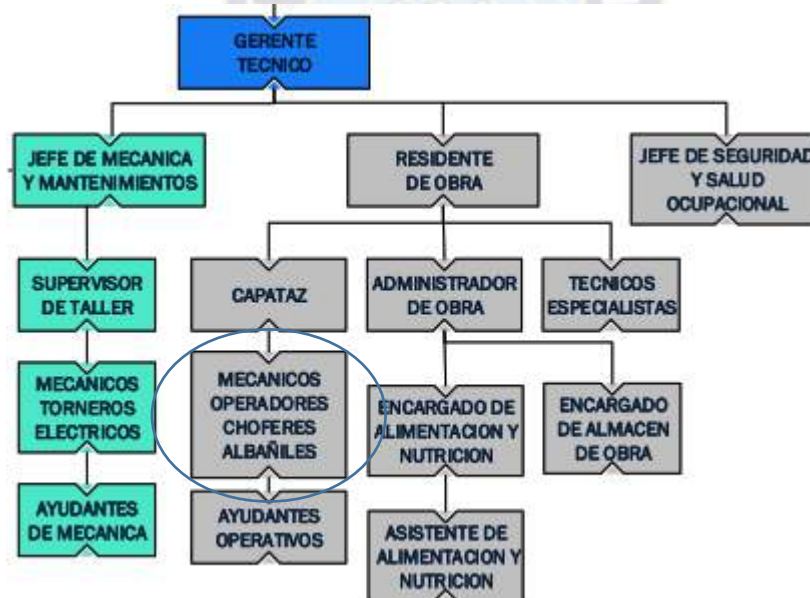 GERENTE
TECNICO
JEFE DE MECANICA
Y MANTENIMIENTOS
RESIDENTE
DE OBRA
JEFE DE SEGURIDAD
Y SALUD
OCUPACIONAL
SUPERVISOR
DE TALLER
CAPATAZ
ADMINISTRADOR
DE OBRA
TECNICOS
ESPECIALISTAS
MECANICOS
TORNEROS
ELECTRICOS
MECANICOS
OPERADORES
CHOFERES
ALBAÑILES
ENCARGADO DE
ALIMENTACION Y
NUTRICION
ENCARGADO
DE ALMACEN
DE OBRA
AYUDANTES
DE MECANICA
AYUDANTES
OPERATIVOS
ASISTENTE DE
ALIMENTACION Y
NUTRICION